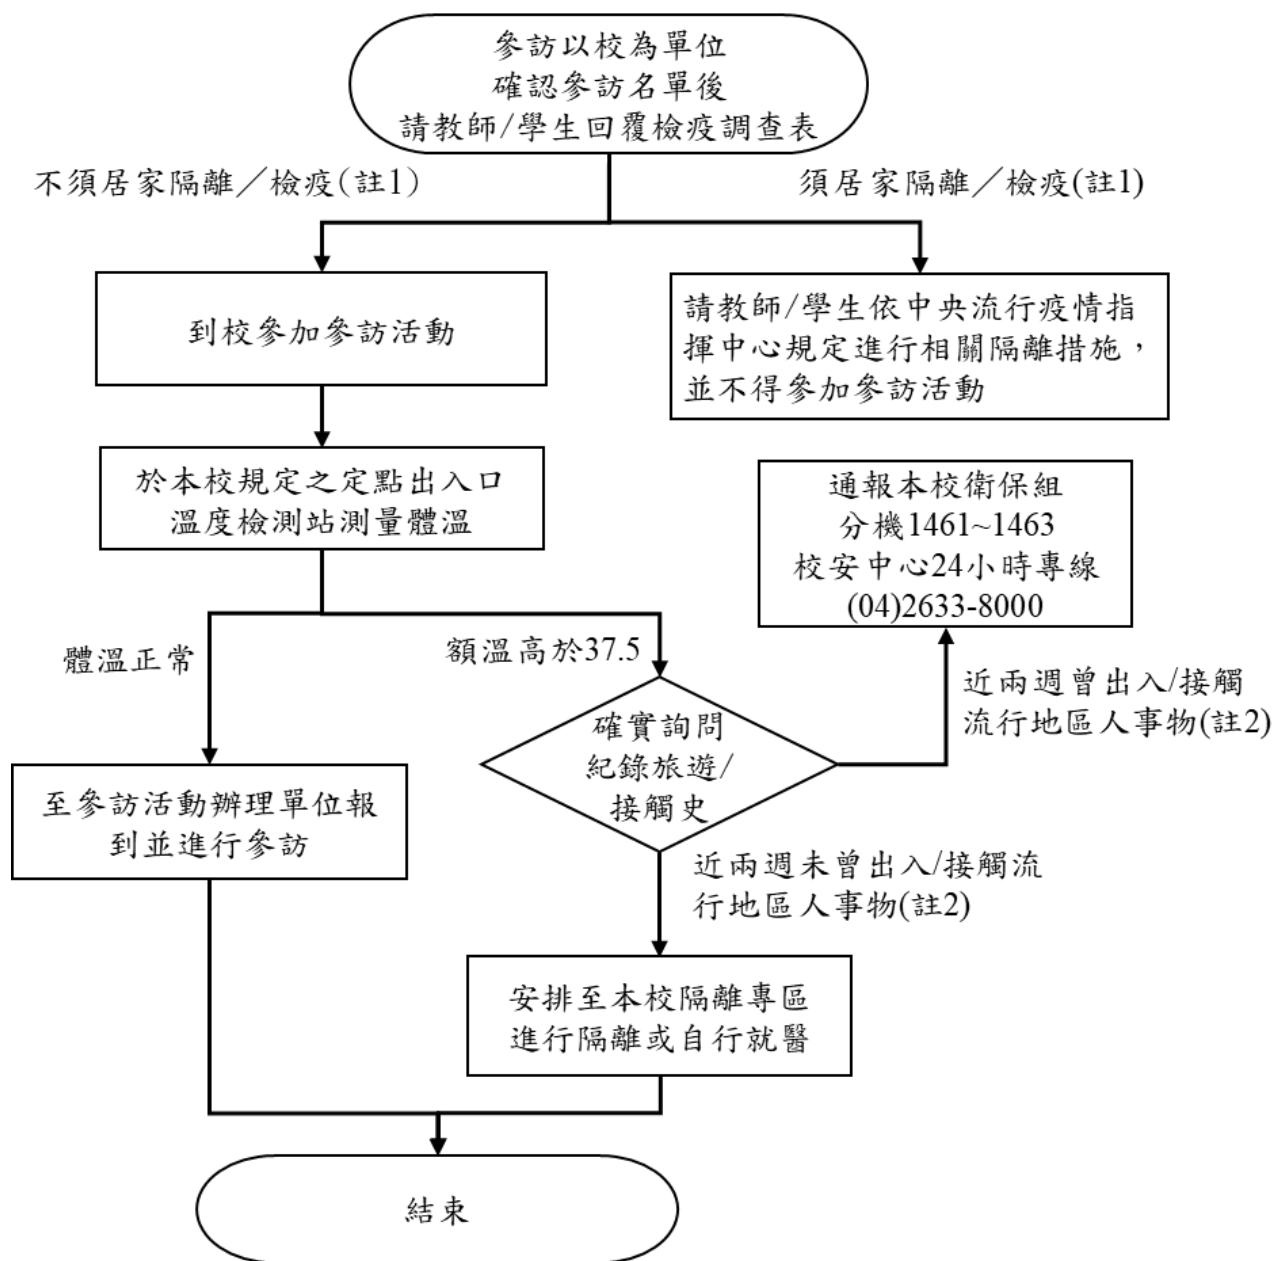 參訪以校為單位
確認參訪名單後
請教師/學生回覆檢疫調查表
不須居家隔離／檢疫(註1)
須居家隔離／檢疫(註1)
到校參加參訪活動
請教師/學生依中央流行疫情指
揮中心規定進行相關隔離措施，
並不得參加參訪活動
於本校規定之定點出入口
溫度檢測站測量體溫
通報本校衛保組
分機1461~1463
校安中心24小時專線
(04)2633-8000
體溫正常
額溫高於37.5
近兩週曾出入/接觸
流行地區人事物(註2)
確實詢問
紀錄旅遊/
接觸史
至參訪活動辦理單位報
到並進行參訪
近兩週未曾出入/接觸流
行地區人事物(註2)
安排至本校隔離專區
進行隔離或自行就醫
結束